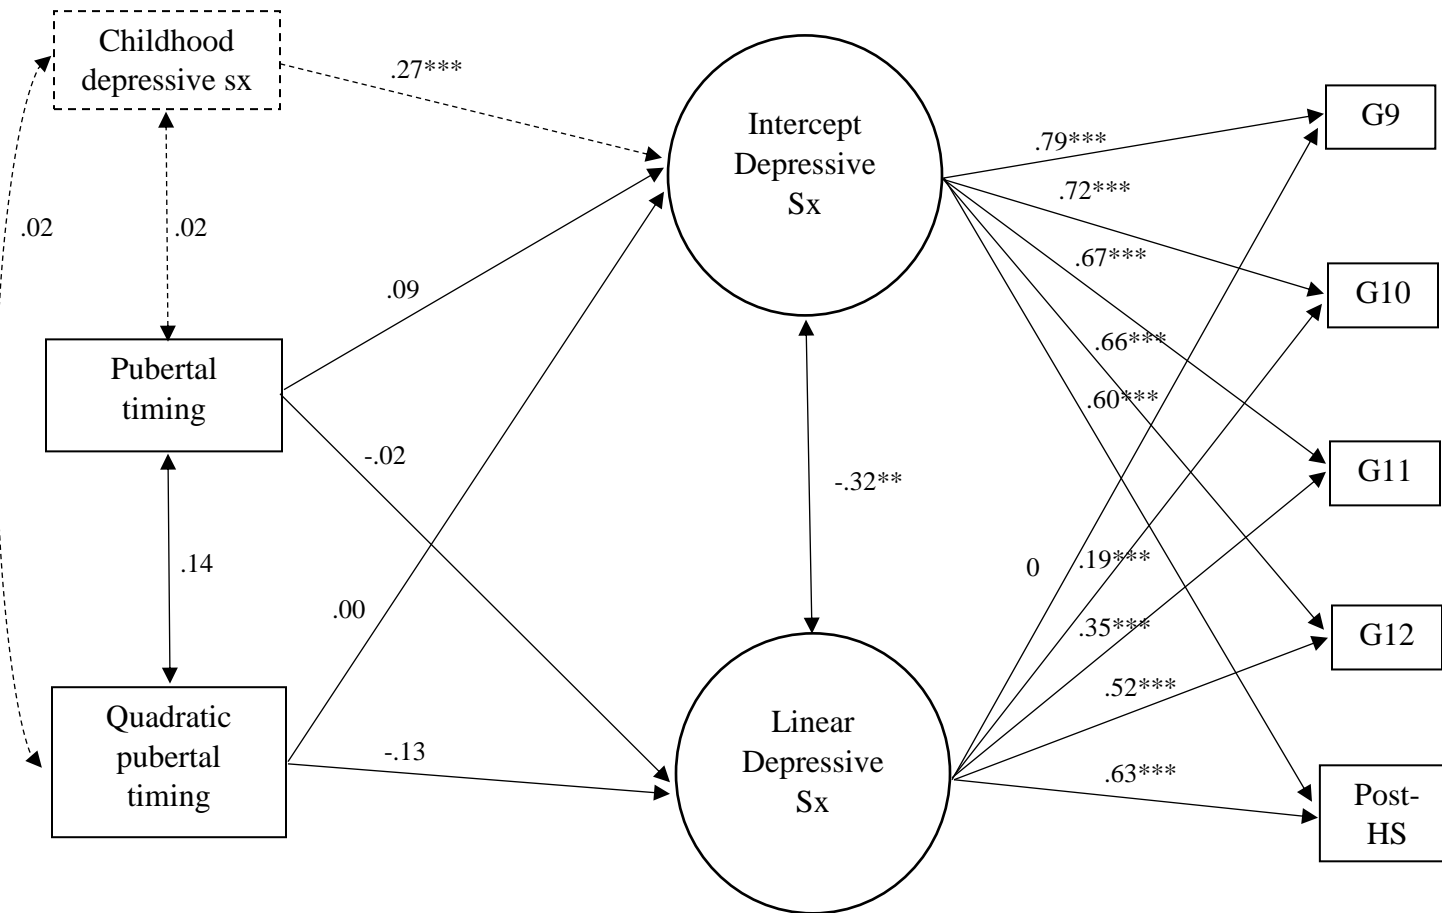 Childhood
depressive sx
.27***
Intercept
Depressive
Sx
G9
.79***
.72***
.02
.02
.67***
.09
G10
.66***
Pubertal
timing
.60***
-.02
-.32**
G11
.14
0
.19***
.00
.35***
G12
.52***
Quadratic
pubertal
timing
-.13
Linear
Depressive
Sx
.63***
Post-
HS